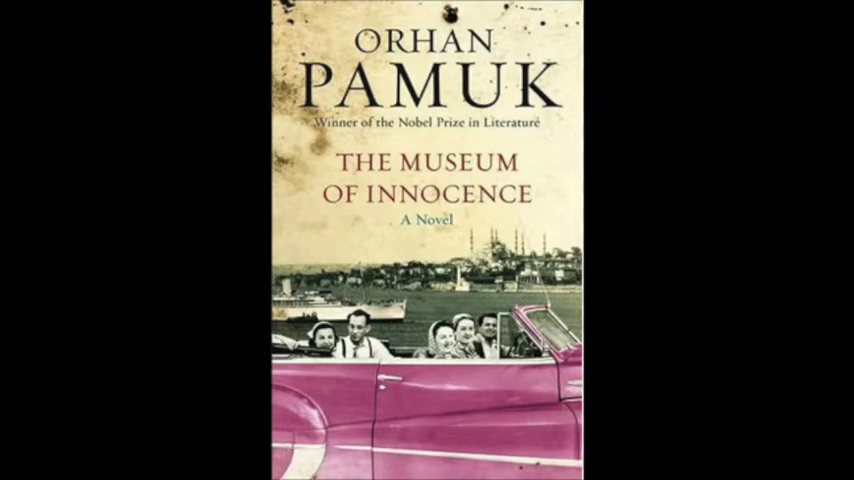 ORHAN
PAMUK
Winner of the Nobel Prize in Literature
THE MUSEUM
OF INNOCENCE
A Novel